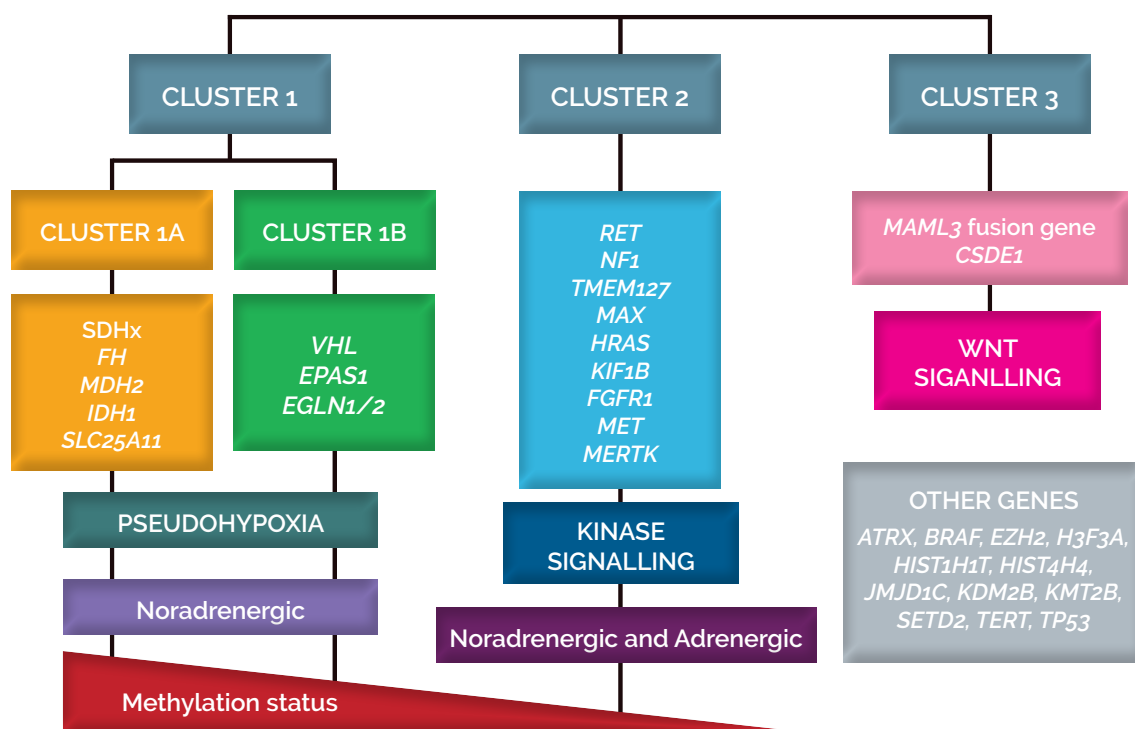 CLUSTER 1
CLUSTER 2
CLUSTER 3
CLUSTER 1A
CLUSTER 1B
SDHx
FH
MDH2
IDH1
SLC25A11
VHL
EPAS1
EGLN1/2
PSEUDOHYPOXIA
Noradrenergic
RET
NF1
TMEM127
MAX
HRAS
KIF1B
FGFR1
MET
MERTK
KINASE
SIGNALLING
Noradrenergic and Adrenergic
Methylation status
MAML3 fusion gene
CSDE1
WNT
SIGANLLING
OTHER GENES
ATRX, BRAF, EZH2, H3F3A,
HIST1H1T, HIST4H4,
JMJD1C, KDM2B, KMT2B,
SETD2, TERT, TP53